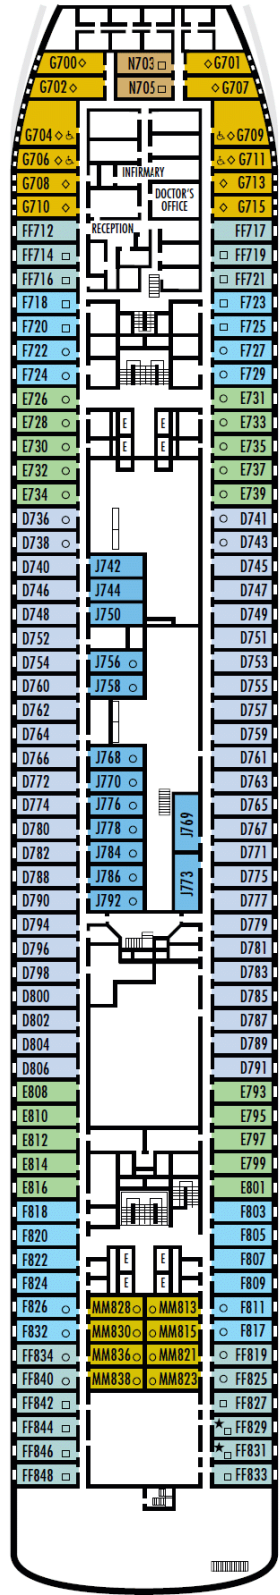 G700 N703 G701
G702 N705 G707
G704 G709
G706 INFIRMARY G711
G708 DOCTOR'S OFFICE G713
G710 G715
FF712 RECEPTION FF717
FF714 FF719
FF716 FF721
F718 F723
F720 F725
F722 F727
F724 F729
E726 E731
E728 E E E733
E730 E E E735
E732 E737
E734 E739
D736 D741
D738 D743
D740 J742 D745
D746 J744 D747
D748 J750 D749
D752 D751
D754 J756 D753
D760 J758 D755
D762 D757
D764 D759
D766 J768 D761
D772 J770 D763
D774 J776 J769 D765
D780 J778 D767
D782 J784 D771
D788 J786 J773 D775
D790 J792 D777
D794 D779
D796 D781
D798 D783
D800 D785
D802 D787
D804 D789
D806 D791
E808 E793
E810 E795
E812 E797
E814 E799
E816 E801
F818 F803
F820 F805
F822 E E F807
F824 E E F809
F826 MM828 MM813 F811
F832 MM830 MM815 F817
FF834 MM836 MM821 FF819
FF840 MM838 MM823 FF825
FF842 FF827
FF844 FF829
FF846 FF831
FF848 FF833